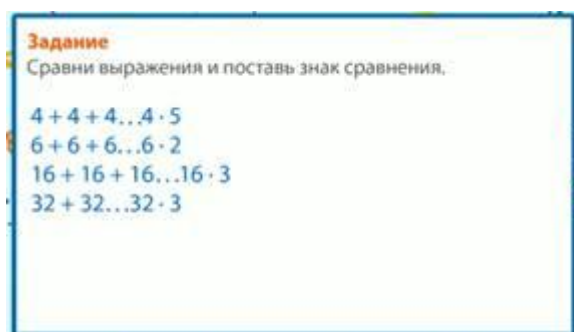 Задание
Сравни выражения и поставь знак сравнения.
4 + 4 + 4...4 · 5
6 + 6 + 6...6 · 2
16 + 16 + 16...16 · 3
32 + 32...32 · 3